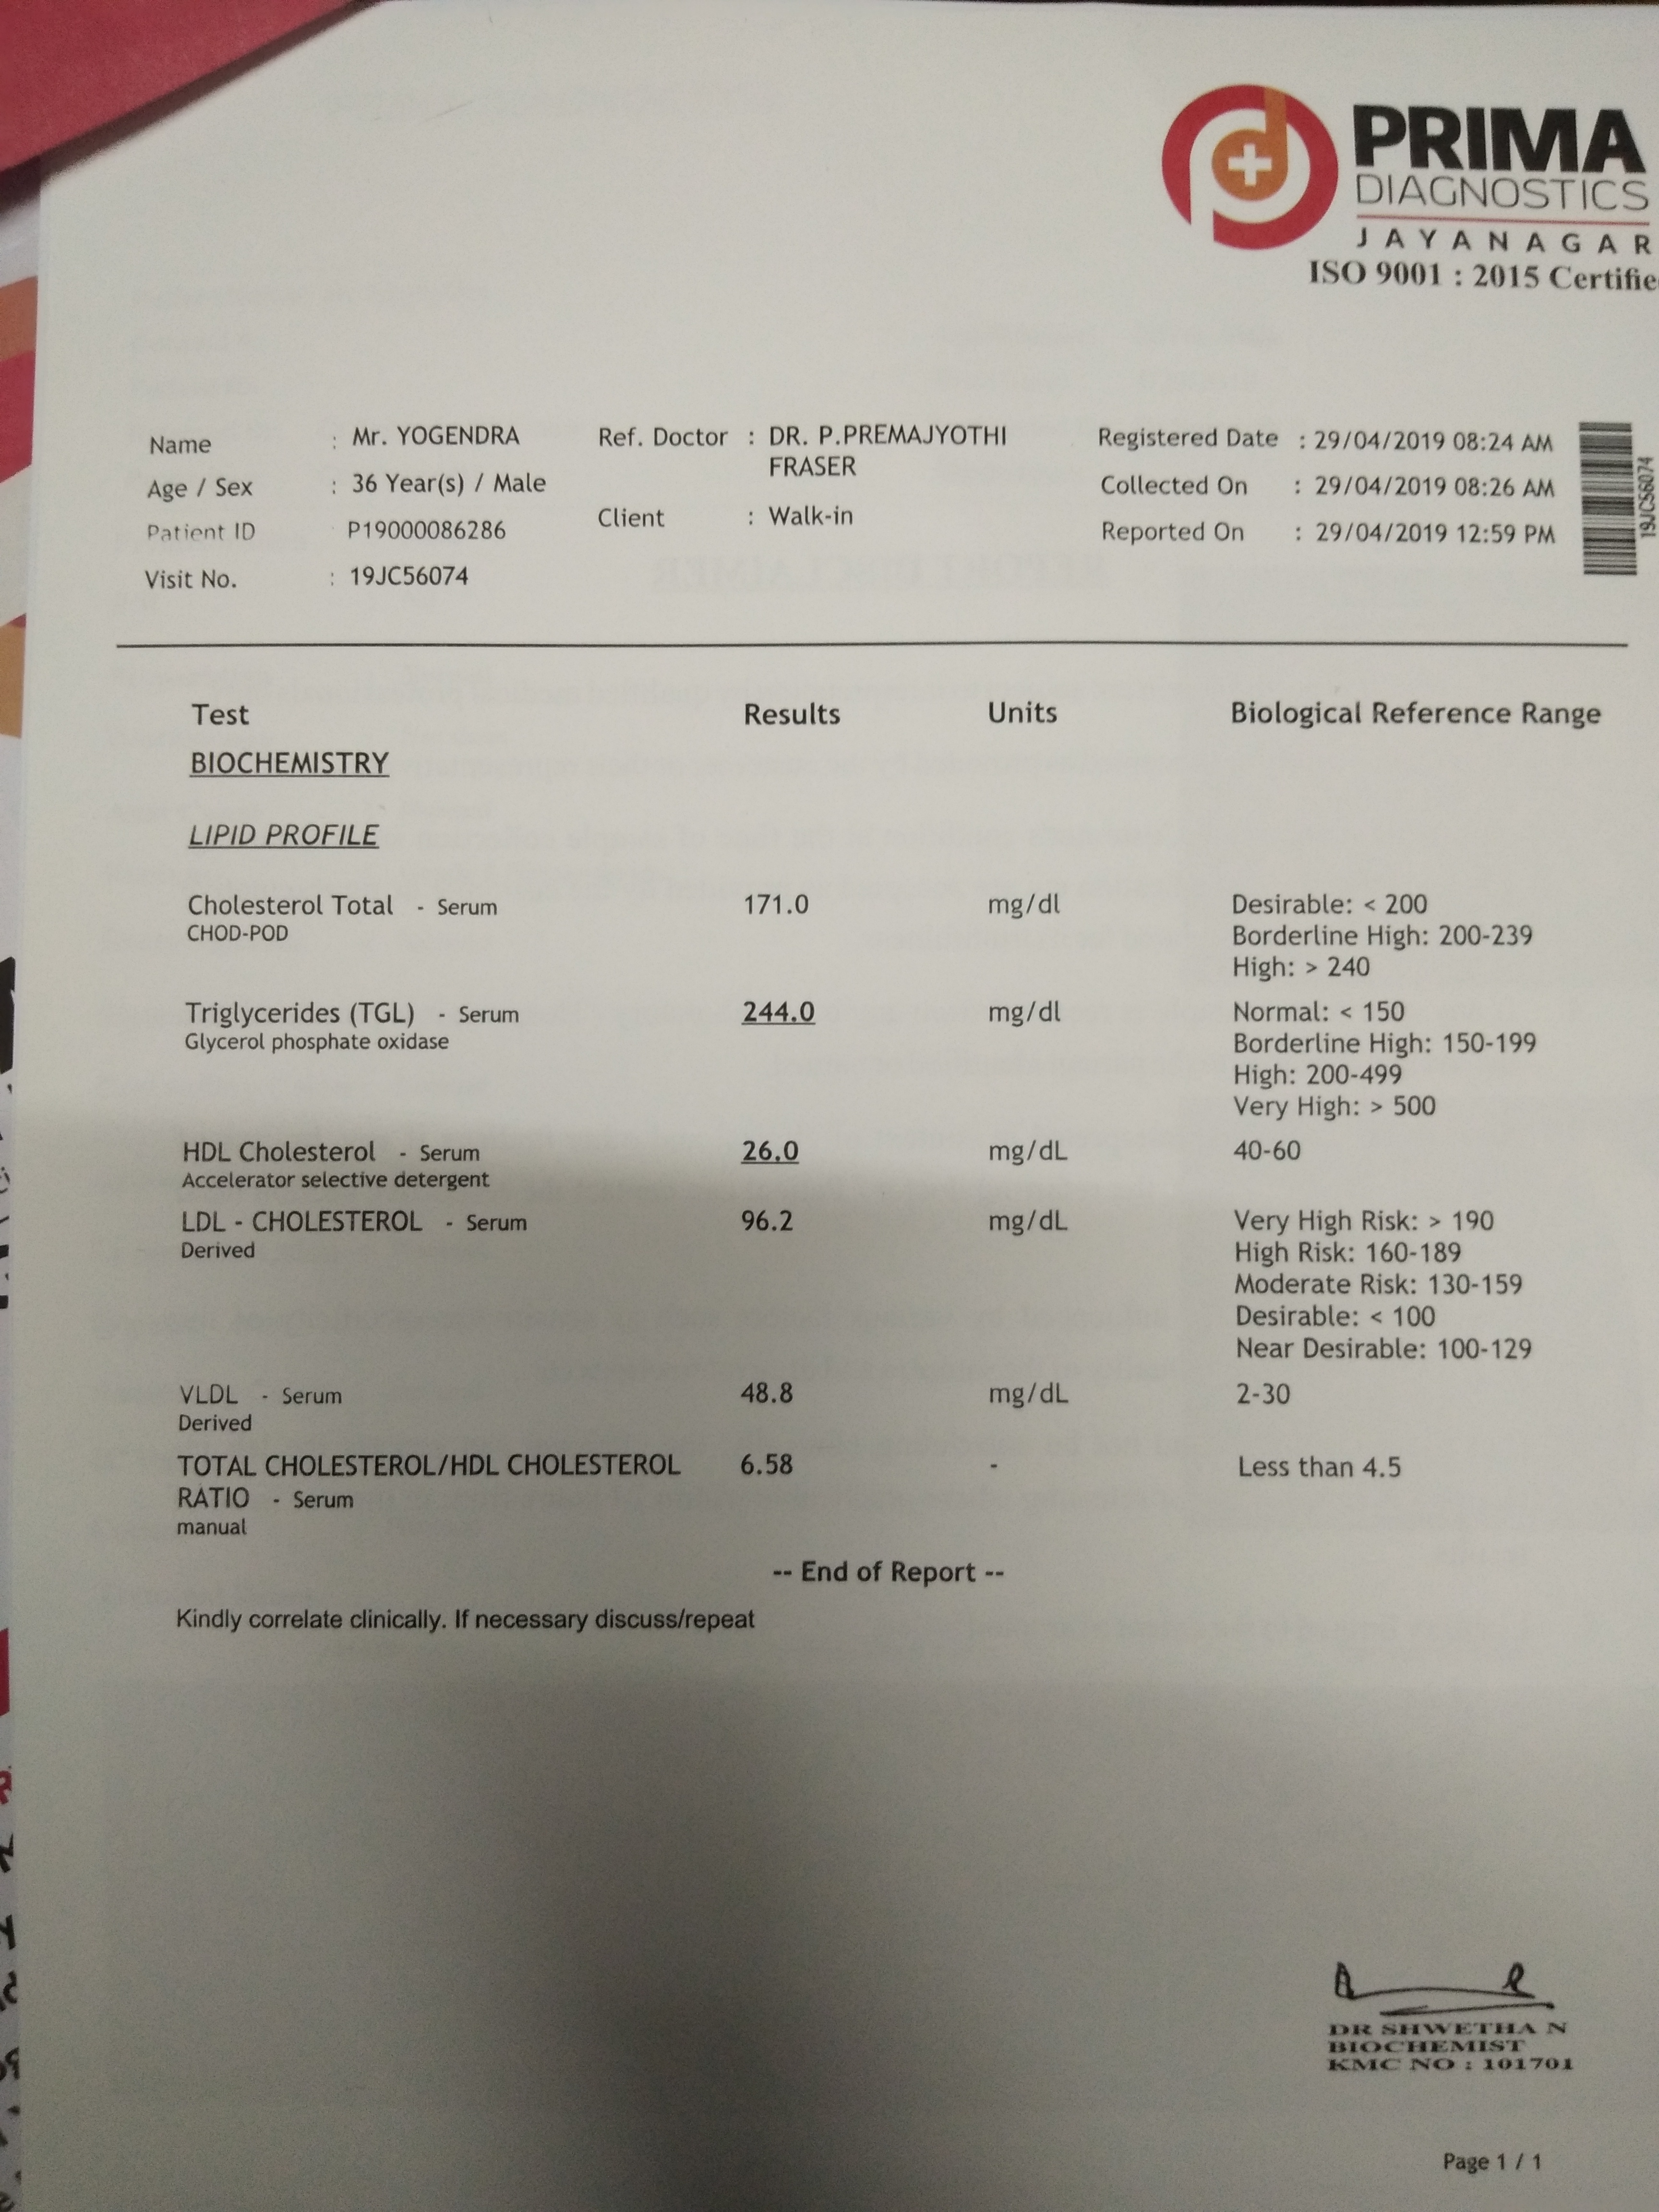 PRIMA
DIAGNOSTICS
JAYANAGAR
ISO 9001 : 2015 Certifie
Name : Mr. YOGENDRA
Age / Sex : 36 Year(s) / Male
Patient ID : P19000086286
Visit No. : 19JC56074
Ref. Doctor : DR. P.PREMAJYOTHI
FRASER
Client : Walk-in
Registered Date : 29/04/2019 08:24 AM
Collected On : 29/04/2019 08:26 AM
Reported On : 29/04/2019 12:59 PM
19JC56074
Test Results Units Biological Reference Range
BIOCHEMISTRY
LIPID PROFILE
Cholesterol Total - Serum 171.0 mg/dl Desirable: < 200
CHOD-POD Borderline High: 200-239
High: > 240
Triglycerides (TGL) - Serum 244.0 mg/dl Normal: < 150
Glycerol phosphate oxidase Borderline High: 150-199
High: 200-499
Very High: > 500
HDL Cholesterol - Serum 26.0 mg/dL 40-60
Accelerator selective detergent
LDL - CHOLESTEROL - Serum 96.2 mg/dL Very High Risk: > 190
Derived High Risk: 160-189
Moderate Risk: 130-159
Desirable: < 100
Near Desirable: 100-129
VLDL - Serum 48.8 mg/dL 2-30
Derived
TOTAL CHOLESTEROL/HDL CHOLESTEROL 6.58 - Less than 4.5
RATIO - Serum
manual
-- End of Report --
Kindly correlate clinically. If necessary discuss/repeat
DR SHWETHA N
BIOCHEMIST
KMC NO : 101701
Page 1 / 1